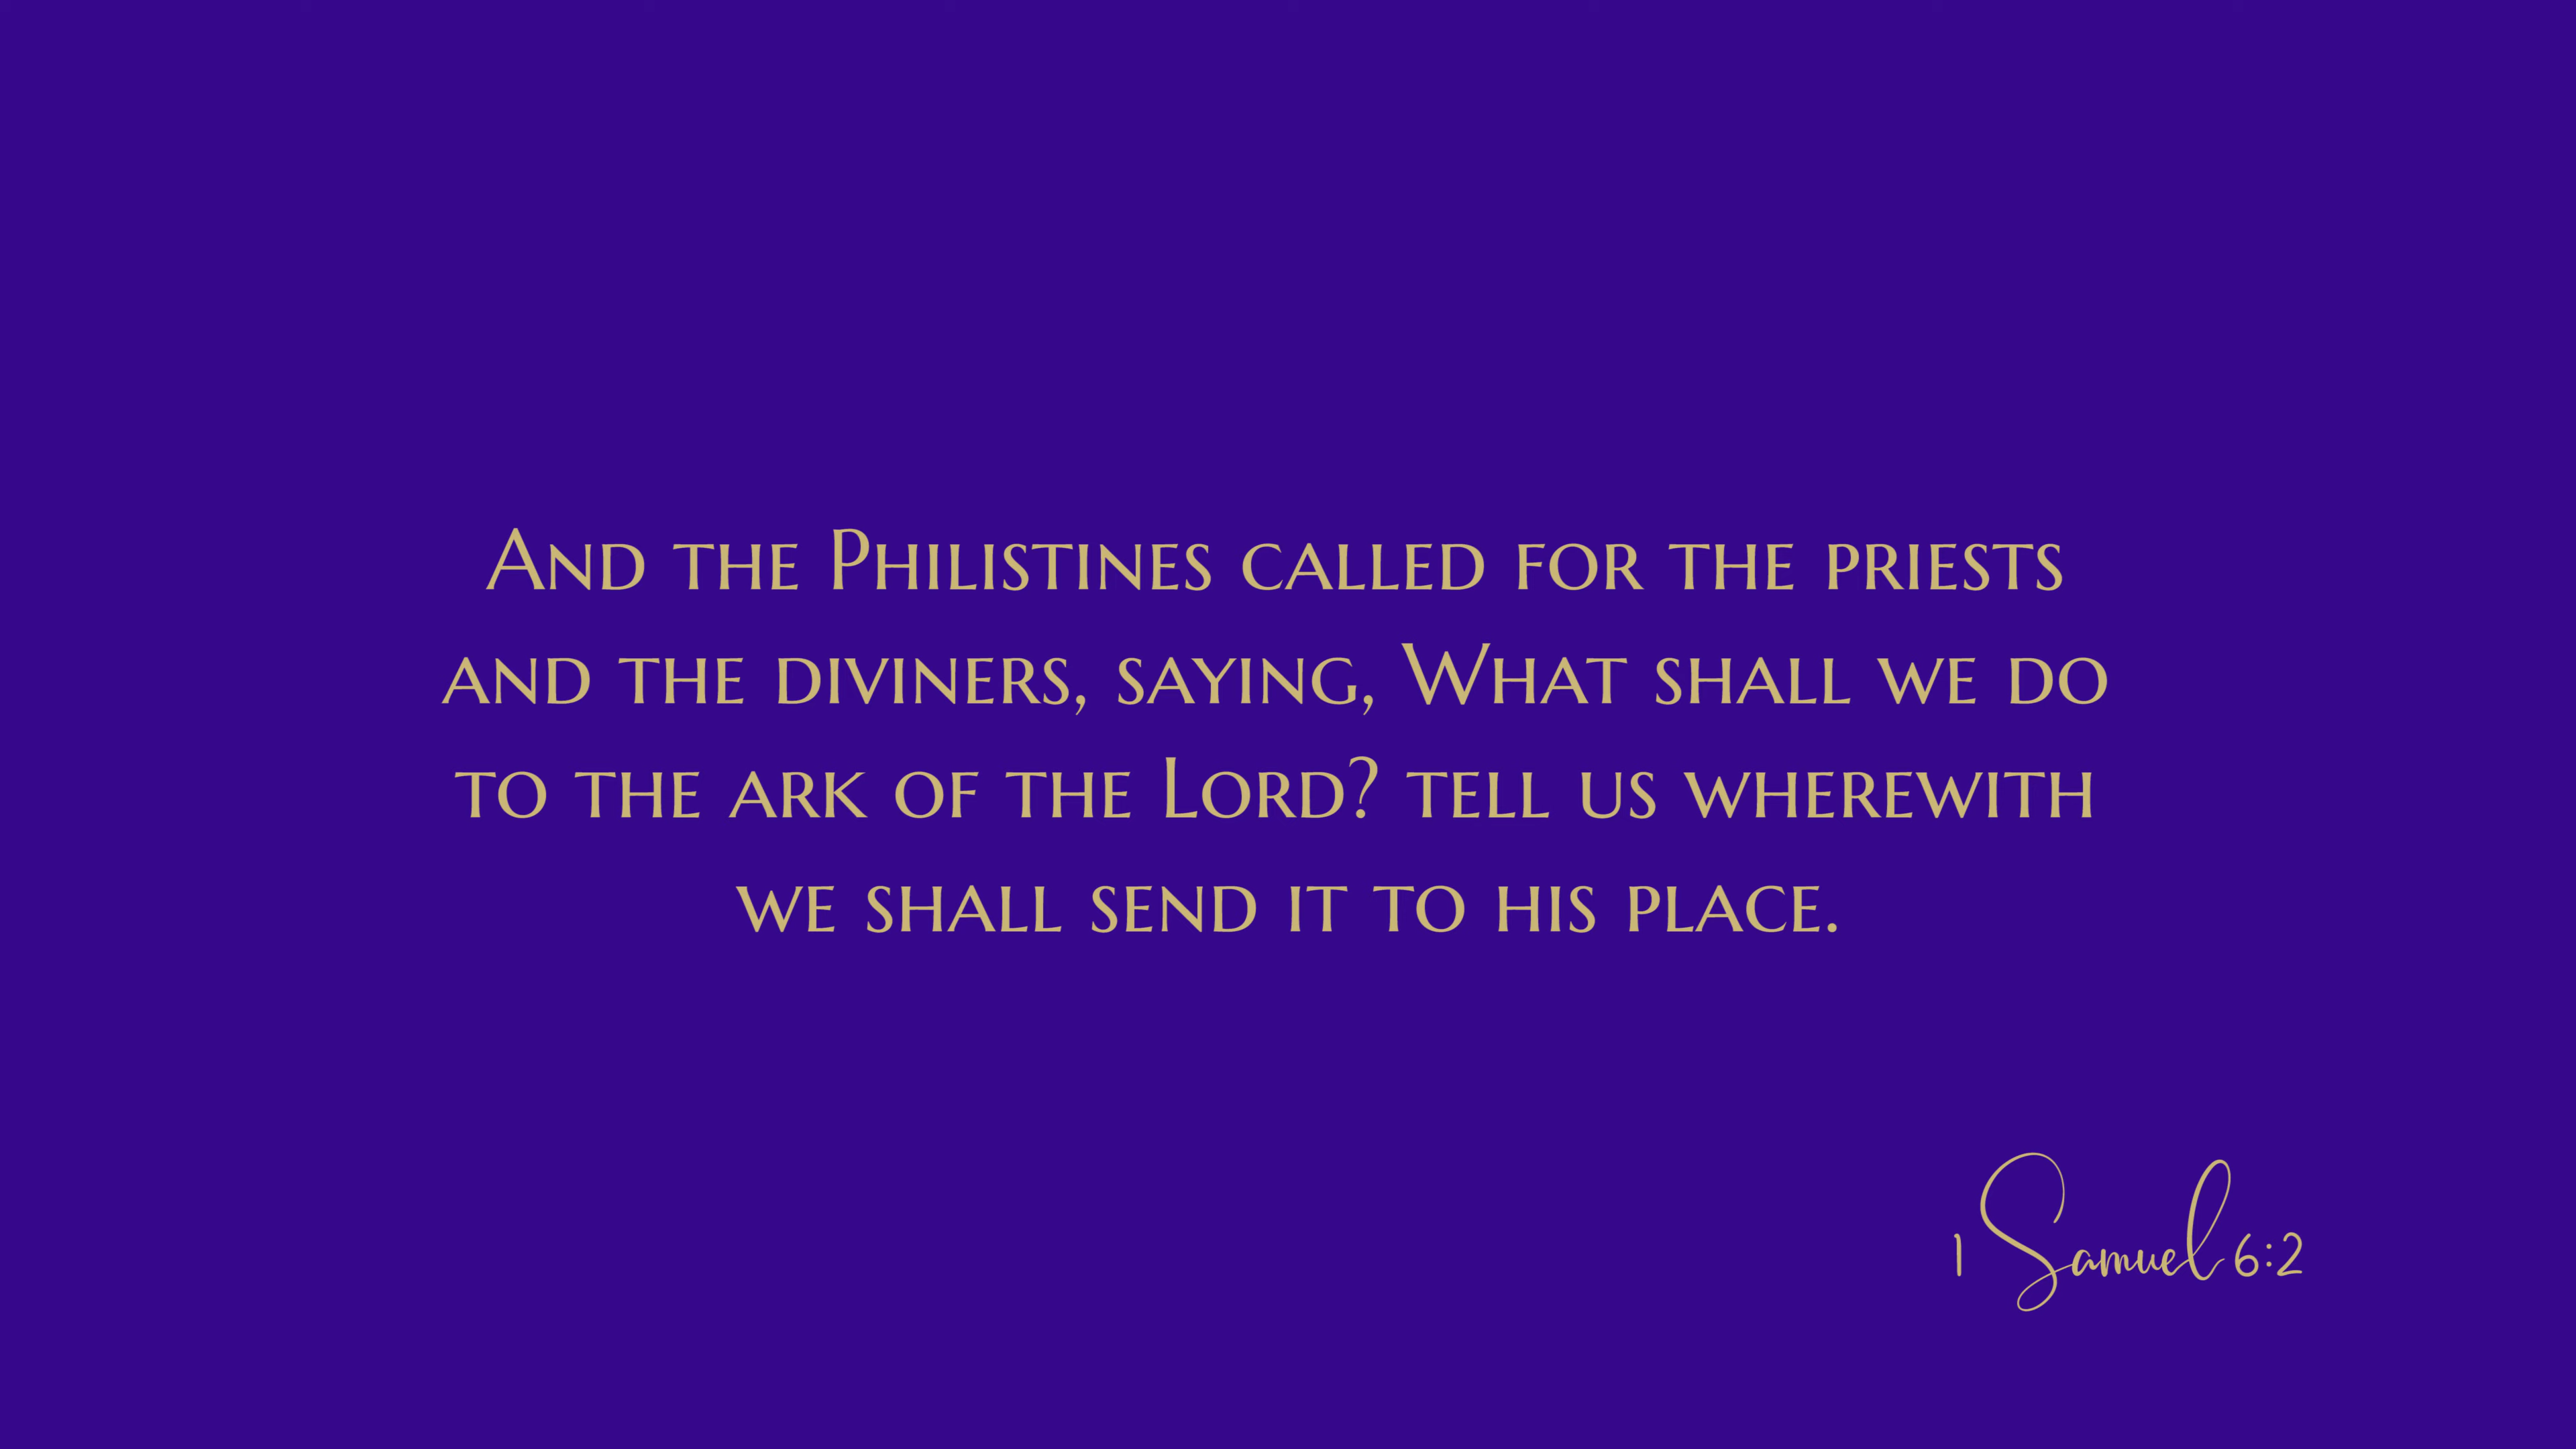 And the Philistines called for the priests
and the diviners, saying, What shall we do
to the ark of the Lord? tell us wherewith
we shall send it to his place.
1 Samuel 6:2